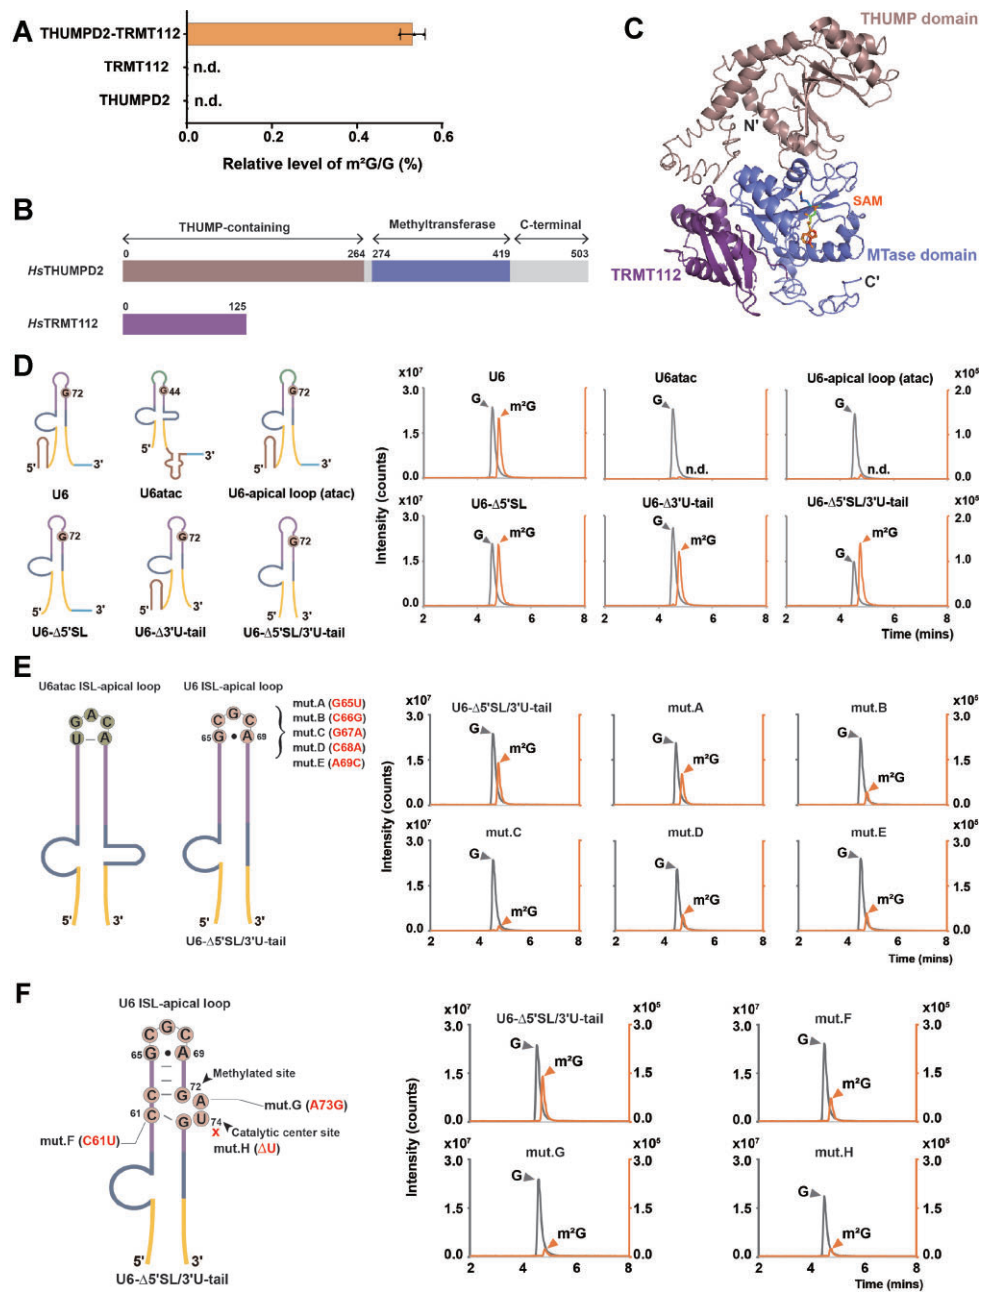 A
THUMPD2-TRMT112
TRMT112 n.d.
THUMPD2 n.d.
0.0 0.2 0.4 0.6
Relative level of m²G/G (%)
B
THUMP-containing Methyltransferase C-terminal
0 264 274 419 503
HsTHUMPD2
0 125
HsTRMT112
C
THUMP domain
N'
SAM
TRMT112
MTase domain
C'
D
G 72
5' 3'
U6
G 44
5' 3'
U6atac
G 72
5' 3'
U6-apical loop (atac)
G 72
5' 3'
U6-Δ5'SL
G 72
5' 3'
U6-Δ3'U-tail
G 72
5' 3'
U6-Δ5'SL/3'U-tail
x10⁷ U6 U6atac U6-apical loop (atac) x10⁵
3.0 2.0
G m²G G G
1.5 1.0
n.d. n.d.
0.0 0.0
Intensity (counts)
U6-Δ5'SL U6-Δ3'U-tail U6-Δ5'SL/3'U-tail
3.0 2.0
G m²G G m²G G m²G
1.5 1.0
0.0 0.0
2 4 6 8 2 4 6 8 2 4 6 8
Time (mins)
E
U6atac ISL-apical loop U6 ISL-apical loop
U G A C A
5' 3'
G C G C A
65 69
5' 3'
U6-Δ5'SL/3'U-tail
mut.A (G65U)
mut.B (C66G)
mut.C (G67A)
mut.D (C68A)
mut.E (A69C)
x10⁷ U6-Δ5'SL/3'U-tail mut.A mut.B x10⁵
3.0 3.0
G m²G G m²G G m²G
1.5 1.5
0.0 0.0
Intensity (counts)
mut.C mut.D mut.E
3.0 3.0
G m²G G m²G G m²G
1.5 1.5
0.0 0.0
2 4 6 8 2 4 6 8 2 4 6 8
Time (mins)
F
U6 ISL-apical loop
C G C
65 G A 69
Methylated site
72
C G A
mut.G (A73G)
61 C G U 74
Catalytic center site
x
mut.F (C61U)
mut.H (ΔU)
5' 3'
U6-Δ5'SL/3'U-tail
x10⁷ U6-Δ5'SL/3'U-tail x10⁵
3.0 3.0
G m²G
1.5 1.5
0.0 0.0
x10⁷ mut.F x10⁵
3.0 3.0
G m²G
1.5 1.5
0.0 0.0
Intensity (counts)
x10⁷ mut.G x10⁵
3.0 3.0
G m²G
1.5 1.5
0.0 0.0
2 4 6 8
x10⁷ mut.H x10⁵
3.0 3.0
G m²G
1.5 1.5
0.0 0.0
2 4 6 8
Time (mins)